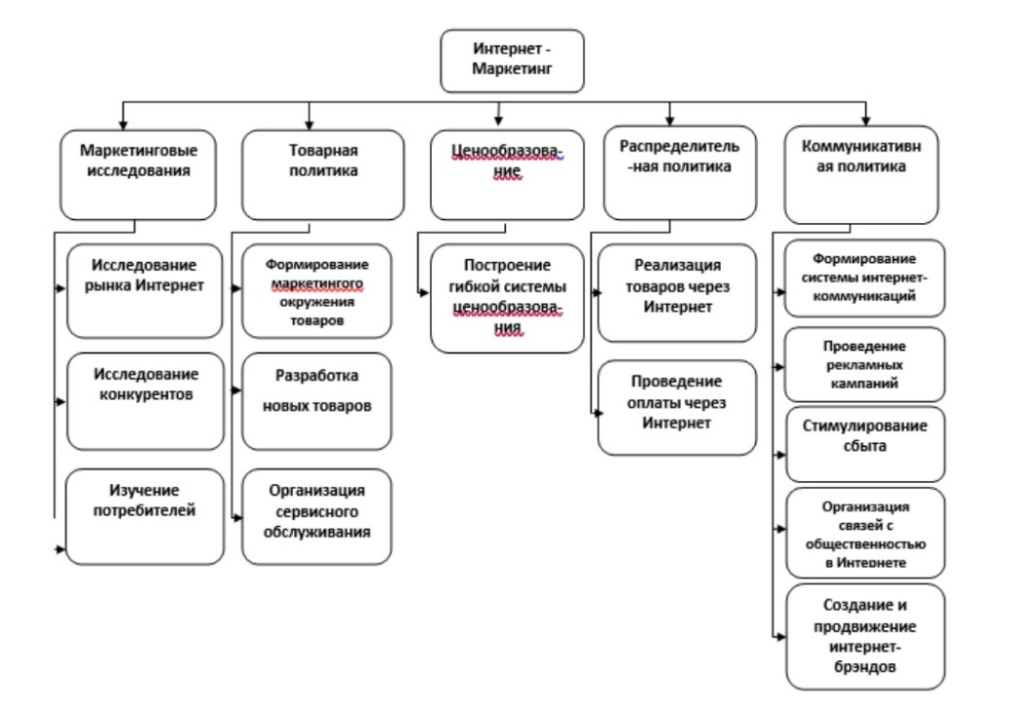 Интернет -
Маркетинг
Маркетинговые
исследования
Товарная
политика
Ценообразова-
ние
Распределитель
-ная политика
Коммуникативн
ая политика
Исследование
рынка Интернет
Исследование
конкурентов
Изучение
потребителей
Формирование
маркетингого
окружения
товаров
Разработка
новых товаров
Организация
сервисного
обслуживания
Построение
гибкой системы
ценообразова-
ния
Реализация
товаров через
Интернет
Проведение
оплаты через
Интернет
Формирование
системы интернет-
коммуникаций
Проведение
рекламных
кампаний
Стимулирование
сбыта
Организация
связей с
общественностью
в Интернете
Создание и
продвижение
интернет-
брэндов